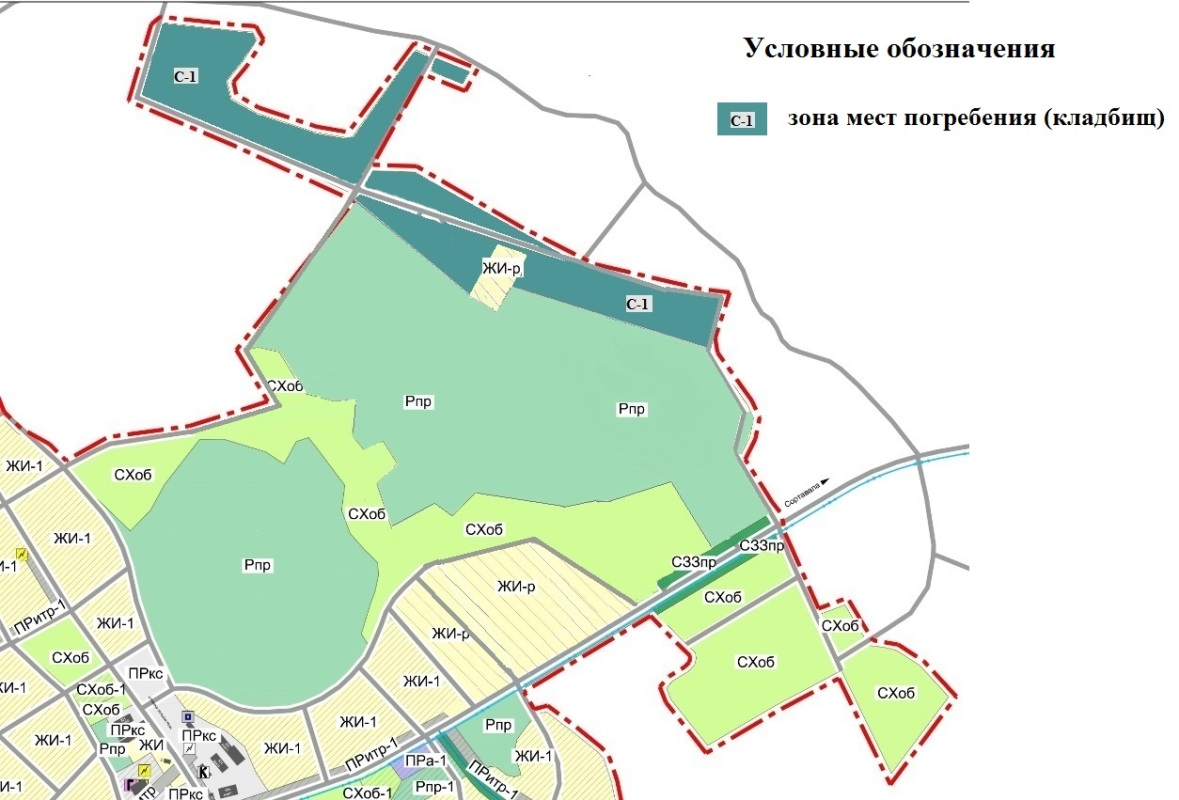 Условные обозначения
С-1
С-1
зона мест погребения (кладбищ)
ЖИ-р
С-1
СХоб
Рпр
Рпр
ЖИ-1
СХоб
Сортавала
СХоб
СХоб
ЖИ-1
СЗЗпр
СЗЗпр
Рпр
ЖИ-р
СХоб
ПРитр-1
ЖИ-1
СХоб
ЖИ-р
СХоб
СХоб
ПРкс
ЖИ-1
ЖИ-1
СХоб-1
СХоб
СХоб
ПРкс
ПРкс
ЖИ-1
Рпр
ЖИ-1
Рпр
ЖИ
ЖИ-1
ПРитр-1
ЖИ-1
ПРа-1
ПРитр-1
Рпр-1
СХоб-1
ПРкс